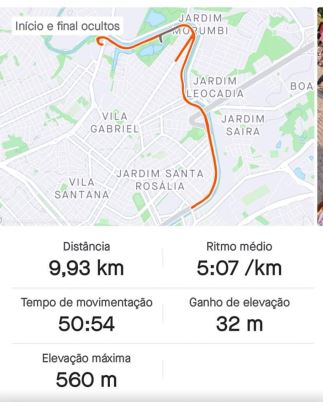 JARDIM
MORUMBI
Início e final ocultos
JARDIM
LEOCADIA
BOA
VILA
GABRIEL
JARDIM
SAIRA
JARDIM SANTA
ROSÁLIA
VILA
SANTANA
Distância
9,93 km
Ritmo médio
5:07 /km
Tempo de movimentação
50:54
Ganho de elevação
32 m
Elevação máxima
560 m